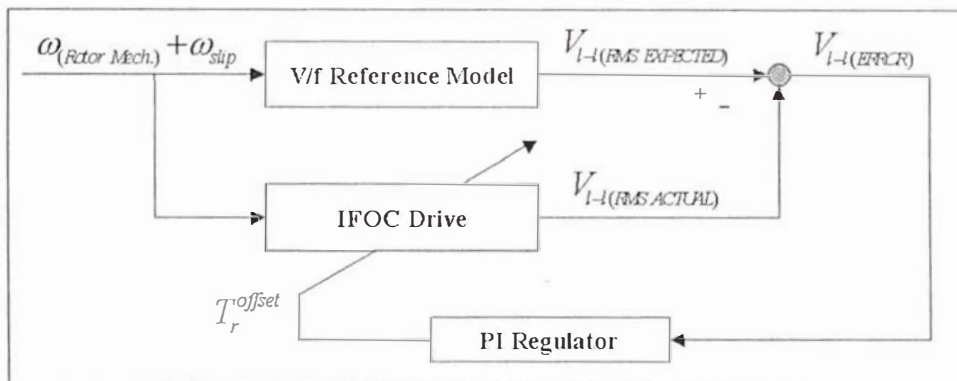 ω(Rotor Mech.) + ωslip
V/f Reference Model
Vl-l(RMS EXPECTED)
Vl-l(ERROR)
+
-
IFOC Drive
Vl-l(RMS ACTUAL)
Tr offset
PI Regulator